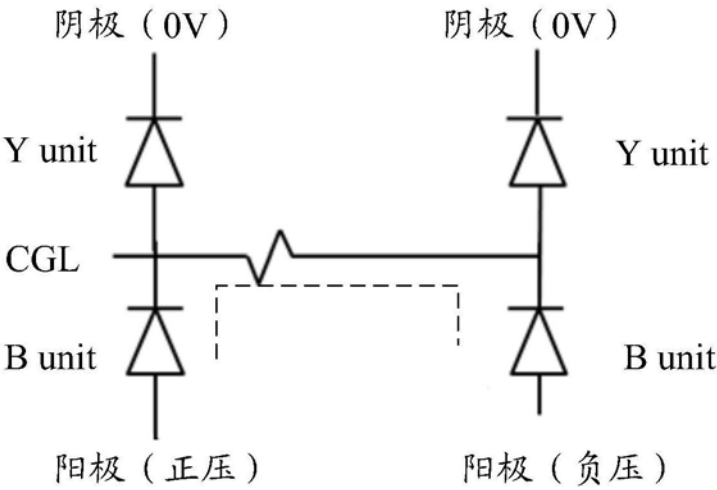 阴极（0V） 阴极（0V）
Y unit Y unit
CGL
B unit B unit
阳极（正压） 阳极（负压）